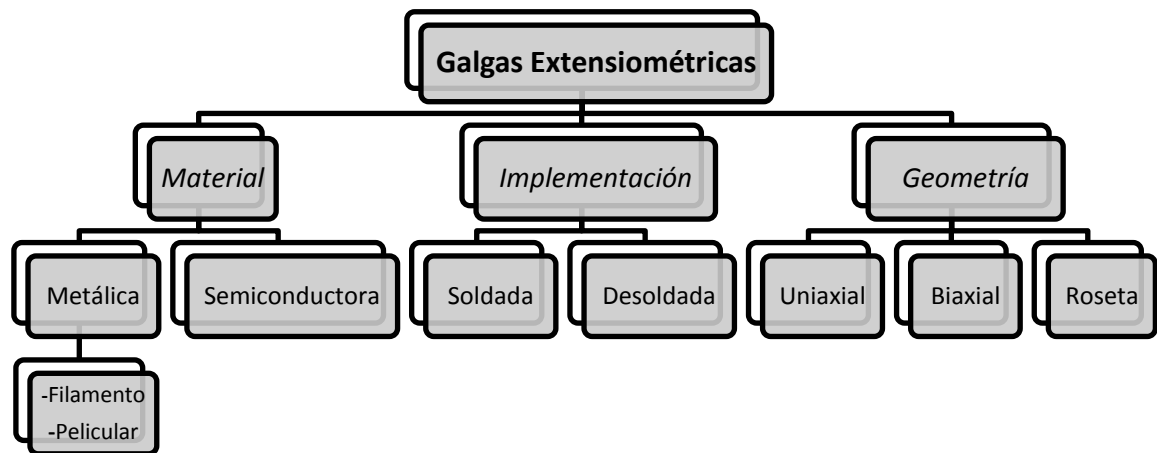 Galgas Extensiométricas
Material
Implementación
Geometría
Metálica
Semiconductora
Soldada
Desoldada
Uniaxial
Biaxial
Roseta
-Filamento
-Pelicular